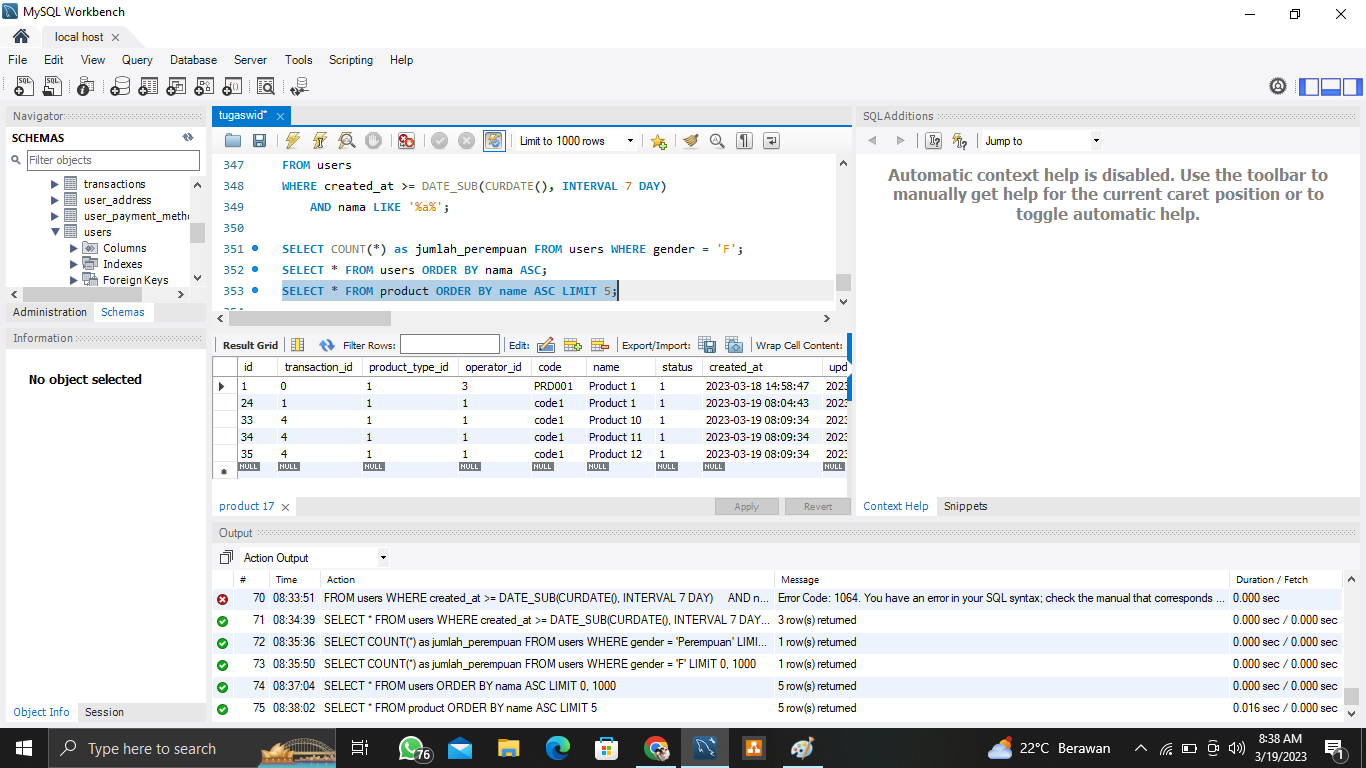 MySQL Workbench
local host
File Edit View Query Database Server Tools Scripting Help
Navigator
SCHEMAS
Filter objects
transactions
user_address
user_payment_metho
users
Columns
Indexes
Foreign Keys
Administration Schemas
Information
No object selected
Object Info Session
tugaswid*
Limit to 1000 rows
347 FROM users
348 WHERE created_at >= DATE_SUB(CURDATE(), INTERVAL 7 DAY)
349 AND nama LIKE '%a%';
350
351 SELECT COUNT(*) as jumlah_perempuan FROM users WHERE gender = 'F';
352 SELECT * FROM users ORDER BY nama ASC;
353 SELECT * FROM product ORDER BY name ASC LIMIT 5;
Result Grid Filter Rows: Edit: Export/Import: Wrap Cell Content:
id transaction_id product_type_id operator_id code name status created_at upd
1 0 1 3 PRD001 Product 1 1 2023-03-18 14:58:47 2023
24 1 1 1 code1 Product 1 1 2023-03-19 08:04:43 2023
33 4 1 1 code1 Product 10 1 2023-03-19 08:09:34 2023
34 4 1 1 code1 Product 11 1 2023-03-19 08:09:34 2023
35 4 1 1 code1 Product 12 1 2023-03-19 08:09:34 2023
NULL NULL NULL NULL NULL NULL NULL NULL NULL
product 17 Apply Revert
SQLAdditions
Jump to
Automatic context help is disabled. Use the toolbar to
manually get help for the current caret position or to
toggle automatic help.
Context Help Snippets
Output
Action Output
# Time Action Message Duration / Fetch
70 08:33:51 FROM users WHERE created_at >= DATE_SUB(CURDATE(), INTERVAL 7 DAY) AND n... Error Code: 1064. You have an error in your SQL syntax; check the manual that corresponds ... 0.000 sec
71 08:34:39 SELECT * FROM users WHERE created_at >= DATE_SUB(CURDATE(), INTERVAL 7 DAY... 3 row(s) returned 0.000 sec / 0.000 sec
72 08:35:36 SELECT COUNT(*) as jumlah_perempuan FROM users WHERE gender = 'Perempuan' LIMI... 1 row(s) returned 0.000 sec / 0.000 sec
73 08:35:50 SELECT COUNT(*) as jumlah_perempuan FROM users WHERE gender = 'F' LIMIT 0, 1000 1 row(s) returned 0.000 sec / 0.000 sec
74 08:37:04 SELECT * FROM users ORDER BY nama ASC LIMIT 0, 1000 5 row(s) returned 0.000 sec / 0.000 sec
75 08:38:02 SELECT * FROM product ORDER BY name ASC LIMIT 5 5 row(s) returned 0.016 sec / 0.000 sec
Type here to search 76 22°C Berawan 8:38 AM
3/19/2023 1